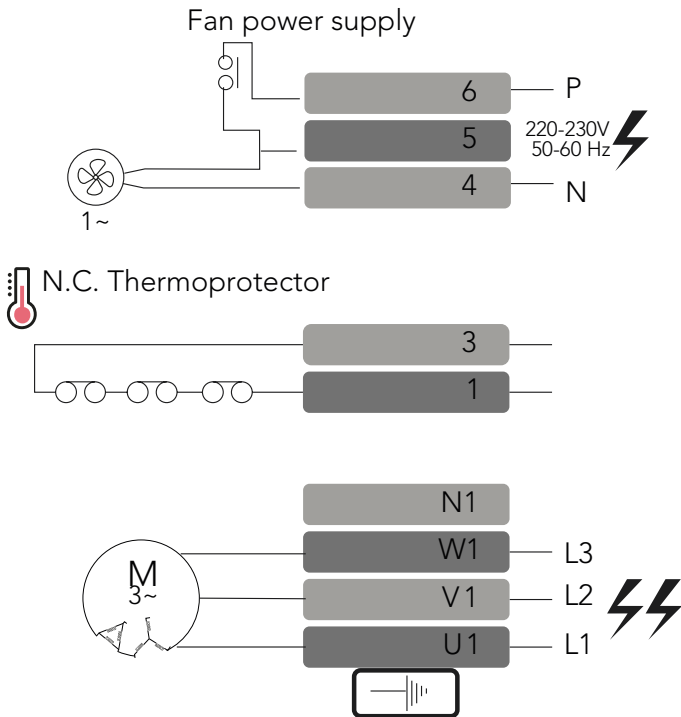 Fan power supply
6
P
5
220-230V
50-60 Hz
4
N
1~
N.C. Thermoprotector
3
1
N1
W1
L3
M
3~
V1
L2
U1
L1